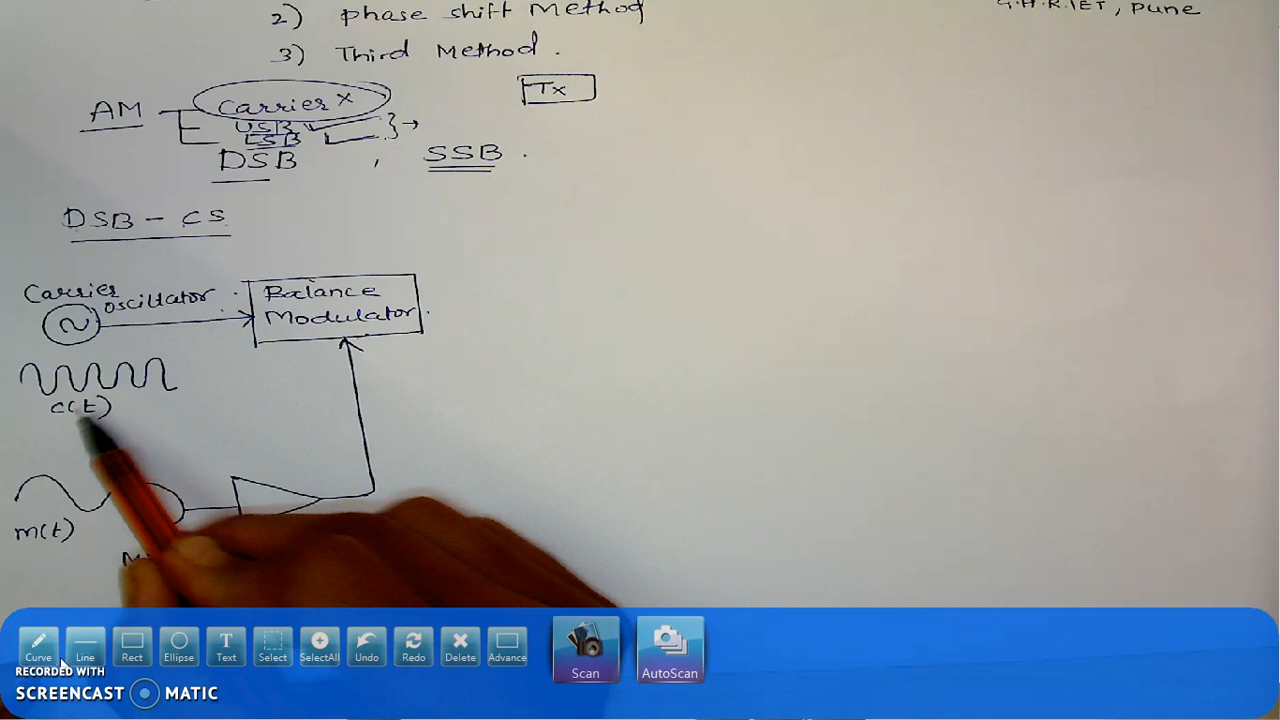 2) phase shift Method
G.H.R.IET, Pune
3) Third Method.
Tx
AM
Carrier x
USB
LSB
DSB , SSB.
DSB - CS
Carrier
oscillator
Balance
Modulator
c(t)
m(t)
Curve
Line
Rect
Ellipse
Text
Select
SelectAll
Undo
Redo
Delete
Advance
Scan
AutoScan
RECORDED WITH
SCREENCAST MATIC